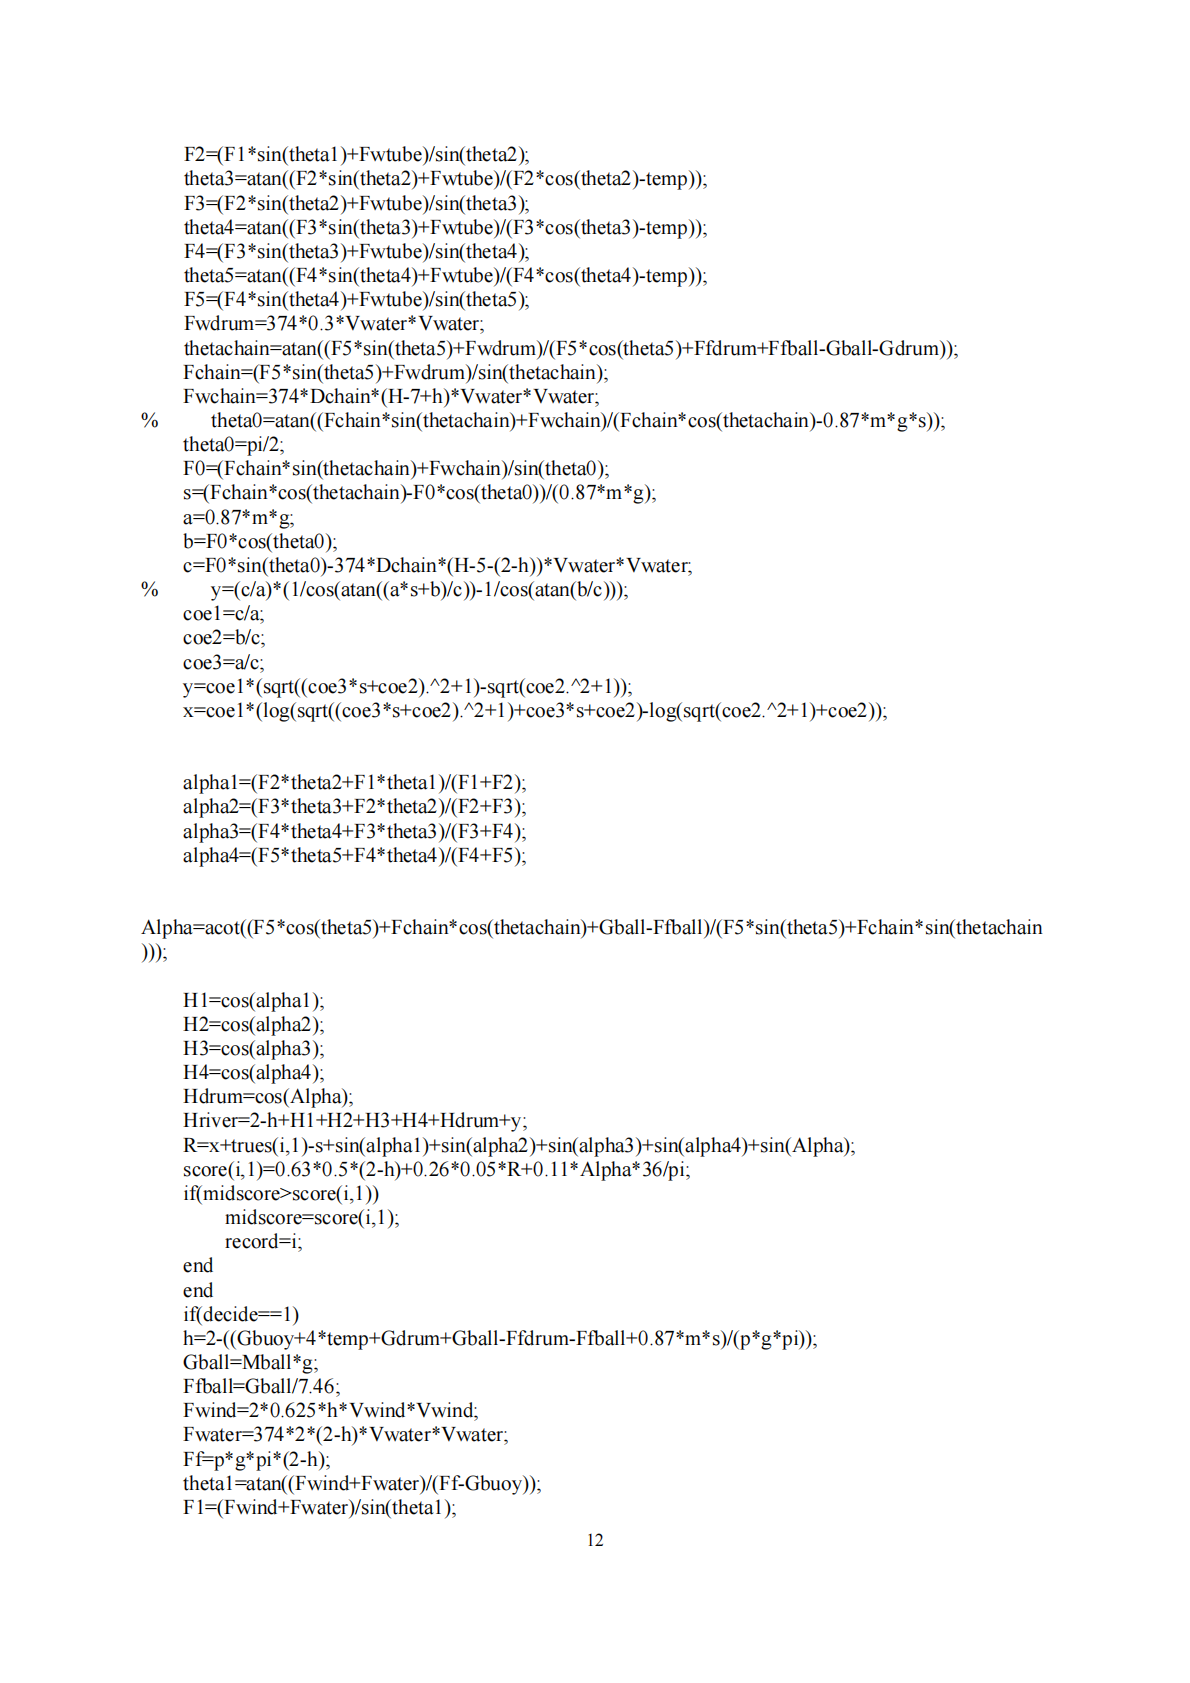 F2=(F1*sin(theta1)+Fwtube)/sin(theta2);
theta3=atan((F2*sin(theta2)+Fwtube)/(F2*cos(theta2)-temp));
F3=(F2*sin(theta2)+Fwtube)/sin(theta3);
theta4=atan((F3*sin(theta3)+Fwtube)/(F3*cos(theta3)-temp));
F4=(F3*sin(theta3)+Fwtube)/sin(theta4);
theta5=atan((F4*sin(theta4)+Fwtube)/(F4*cos(theta4)-temp));
F5=(F4*sin(theta4)+Fwtube)/sin(theta5);
Fwdrum=374*0.3*Vwater*Vwater;
thetachain=atan((F5*sin(theta5)+Fwdrum)/(F5*cos(theta5)+Ffdrum+Ffball-Gball-Gdrum));
Fchain=(F5*sin(theta5)+Fwdrum)/sin(thetachain);
Fwchain=374*Dchain*(H-7+h)*Vwater*Vwater;
% theta0=atan((Fchain*sin(thetachain)+Fwchain)/(Fchain*cos(thetachain)-0.87*m*g*s));
theta0=pi/2;
F0=(Fchain*sin(thetachain)+Fwchain)/sin(theta0);
s=(Fchain*cos(thetachain)-F0*cos(theta0))/(0.87*m*g);
a=0.87*m*g;
b=F0*cos(theta0);
c=F0*sin(theta0)-374*Dchain*(H-5-(2-h))*Vwater*Vwater;
% y=(c/a)*(1/cos(atan((a*s+b)/c))-1/cos(atan(b/c)));
coe1=c/a;
coe2=b/c;
coe3=a/c;
y=coe1*(sqrt((coe3*s+coe2).^2+1)-sqrt(coe2.^2+1));
x=coe1*(log(sqrt((coe3*s+coe2).^2+1)+coe3*s+coe2)-log(sqrt(coe2.^2+1)+coe2));
alpha1=(F2*theta2+F1*theta1)/(F1+F2);
alpha2=(F3*theta3+F2*theta2)/(F2+F3);
alpha3=(F4*theta4+F3*theta3)/(F3+F4);
alpha4=(F5*theta5+F4*theta4)/(F4+F5);
Alpha=acot((F5*cos(theta5)+Fchain*cos(thetachain)+Gball-Ffball)/(F5*sin(theta5)+Fchain*sin(thetachain
)));
H1=cos(alpha1);
H2=cos(alpha2);
H3=cos(alpha3);
H4=cos(alpha4);
Hdrum=cos(Alpha);
Hriver=2-h+H1+H2+H3+H4+Hdrum+y;
R=x+trues(i,1)-s+sin(alpha1)+sin(alpha2)+sin(alpha3)+sin(alpha4)+sin(Alpha);
score(i,1)=0.63*0.5*(2-h)+0.26*0.05*R+0.11*Alpha*36/pi;
if(midscore>score(i,1))
midscore=score(i,1);
record=i;
end
end
if(decide==1)
h=2-((Gbuoy+4*temp+Gdrum+Gball-Ffdrum-Ffball+0.87*m*s)/(p*g*pi));
Gball=Mball*g;
Ffball=Gball/7.46;
Fwind=2*0.625*h*Vwind*Vwind;
Fwater=374*2*(2-h)*Vwater*Vwater;
Ff=p*g*pi*(2-h);
theta1=atan((Fwind+Fwater)/(Ff-Gbuoy));
F1=(Fwind+Fwater)/sin(theta1);
12